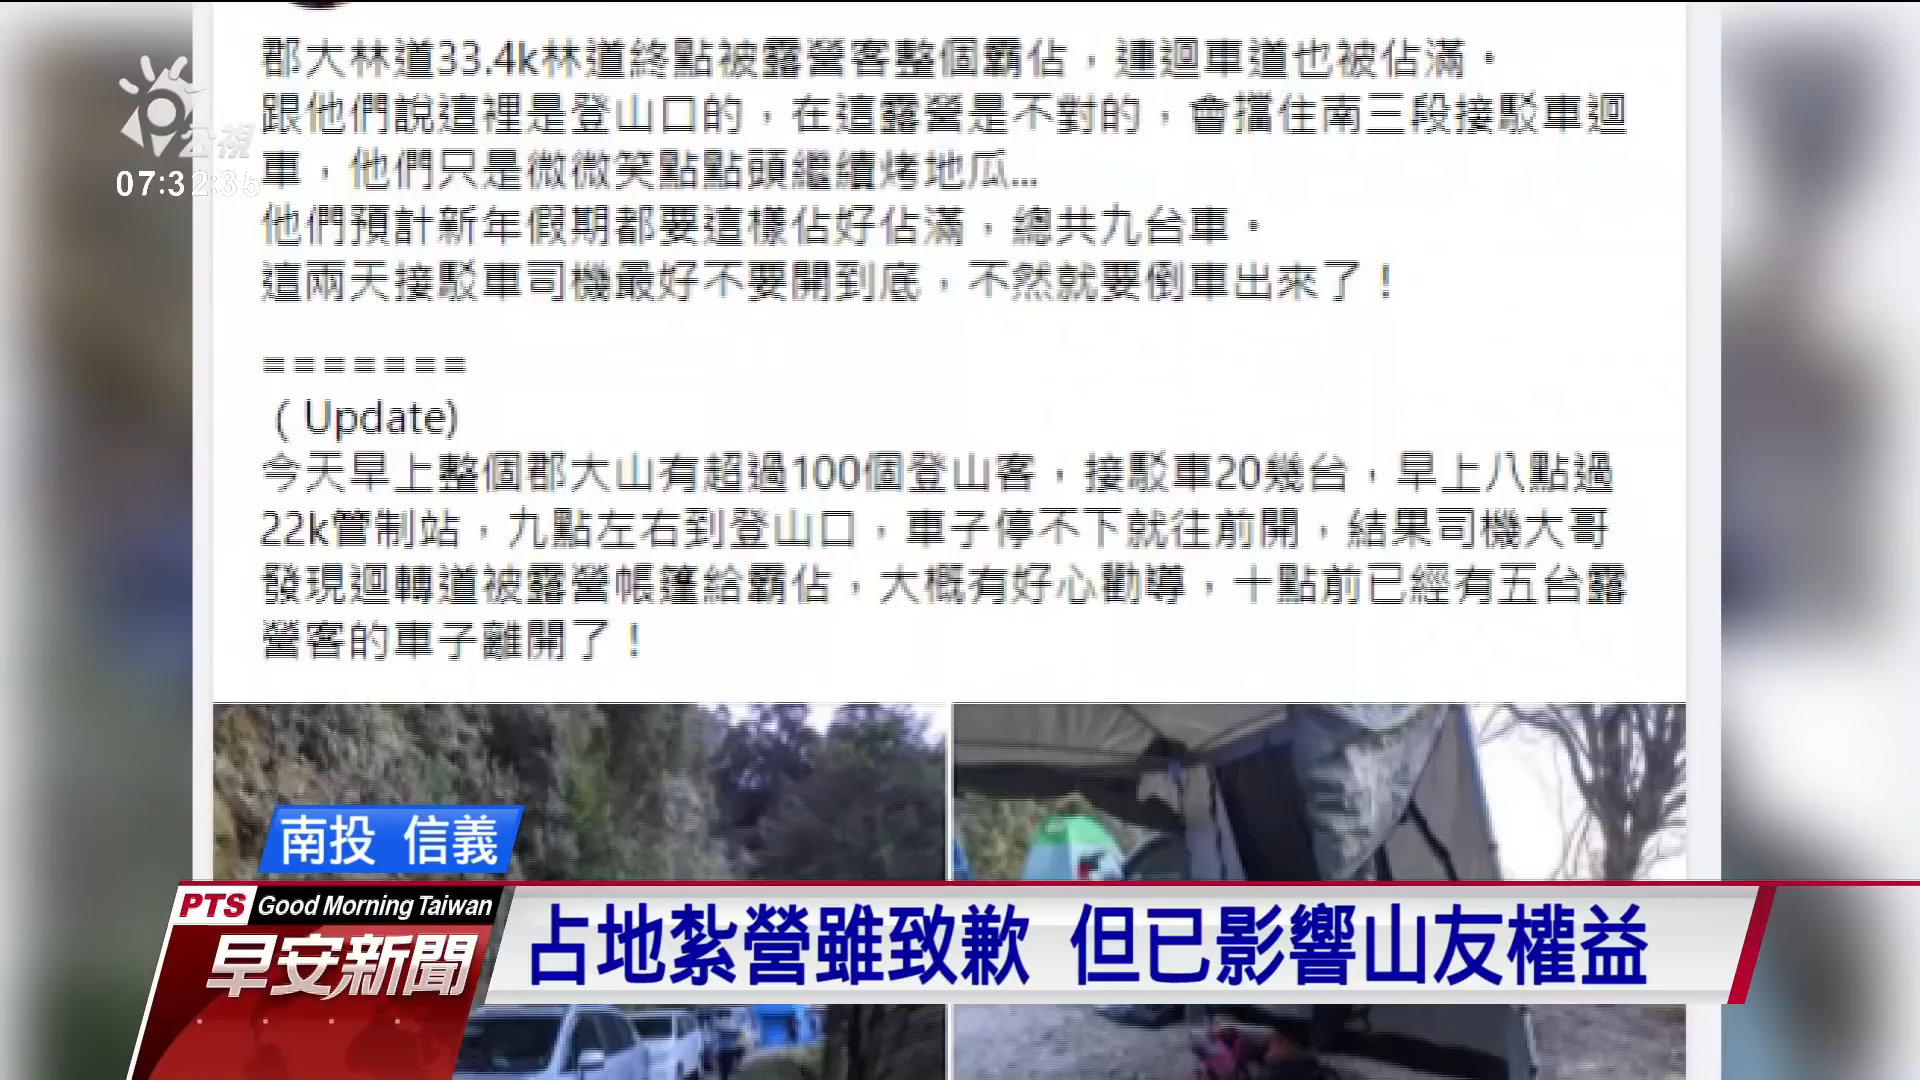 郡大林道33.4k林道終點被露營客整個霸佔，連迴車道也被佔滿。
跟他們說這裡是登山口的，在這露營是不對的，會擋住南三段接駁車迴
車，他們只是微微笑點點頭繼續烤地瓜...
他們預計新年假期都要這樣佔好佔滿，總共九台車。
這兩天接駁車司機最好不要開到底，不然就要倒車出來了！
=======
( Update)
今天早上整個郡大山有超過100個登山客，接駁車20幾台，早上八點過
22k管制站，九點左右到登山口，車子停不下就往前開，結果司機大哥
發現迴轉道被露營帳篷給霸佔，大概有好心勸導，十點前已經有五台露
營客的車子離開了！
公視
07:32:35
南投 信義
PTS Good Morning Taiwan
早安新聞
占地紮營雖致歉 但已影響山友權益